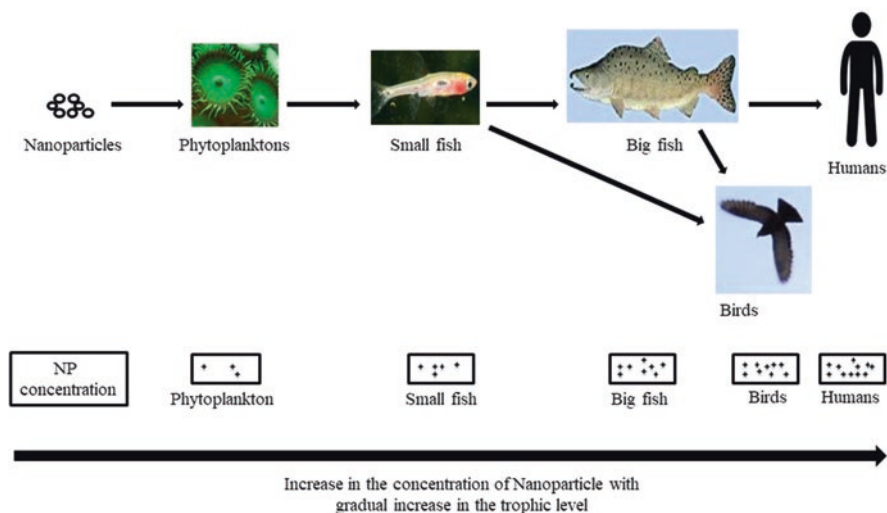 Nanoparticles
Phytoplanktons
Small fish
Big fish
Humans
Birds
NP
concentration
Phytoplankton
Small fish
Big fish
Birds
Humans
Increase in the concentration of Nanoparticle with
gradual increase in the trophic level